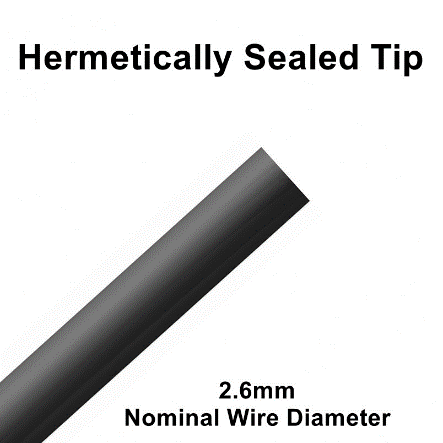 Hermetically Sealed Tip
2.6mm
Nominal Wire Diameter